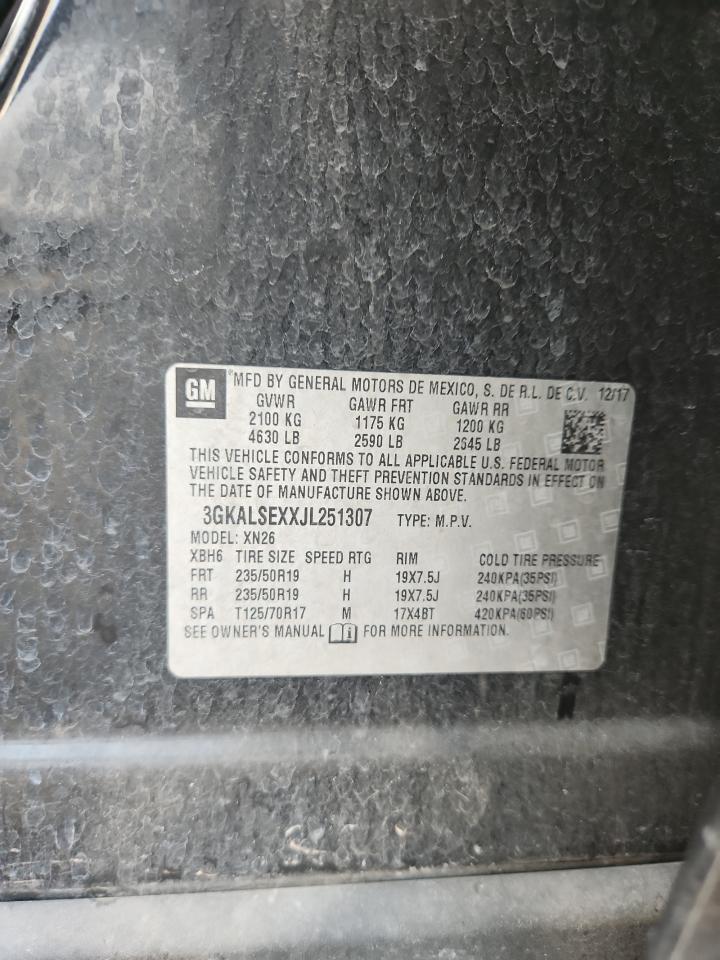 GM
®MFD BY GENERAL MOTORS DE MEXICO, S. DE R.L. DE C.V. 12/17
GVWR GAWR FRT GAWR RR
2100 KG 1175 KG 1200 KG
4630 LB 2590 LB 2645 LB
THIS VEHICLE CONFORMS TO ALL APPLICABLE U.S. FEDERAL MOTOR
VEHICLE SAFETY AND THEFT PREVENTION STANDARDS IN EFFECT ON
THE DATE OF MANUFACTURE SHOWN ABOVE.
3GKALSEXXJL251307 TYPE: M.P.V.
MODEL: XN26
XBH6 TIRE SIZE SPEED RTG RIM COLD TIRE PRESSURE
FRT 235/50R19 H 19X7.5J 240KPA(35PSI)
RR 235/50R19 H 19X7.5J 240KPA(35PSI)
SPA T125/70R17 M 17X4BT 420KPA(60PSI)
SEE OWNER'S MANUAL FOR MORE INFORMATION.